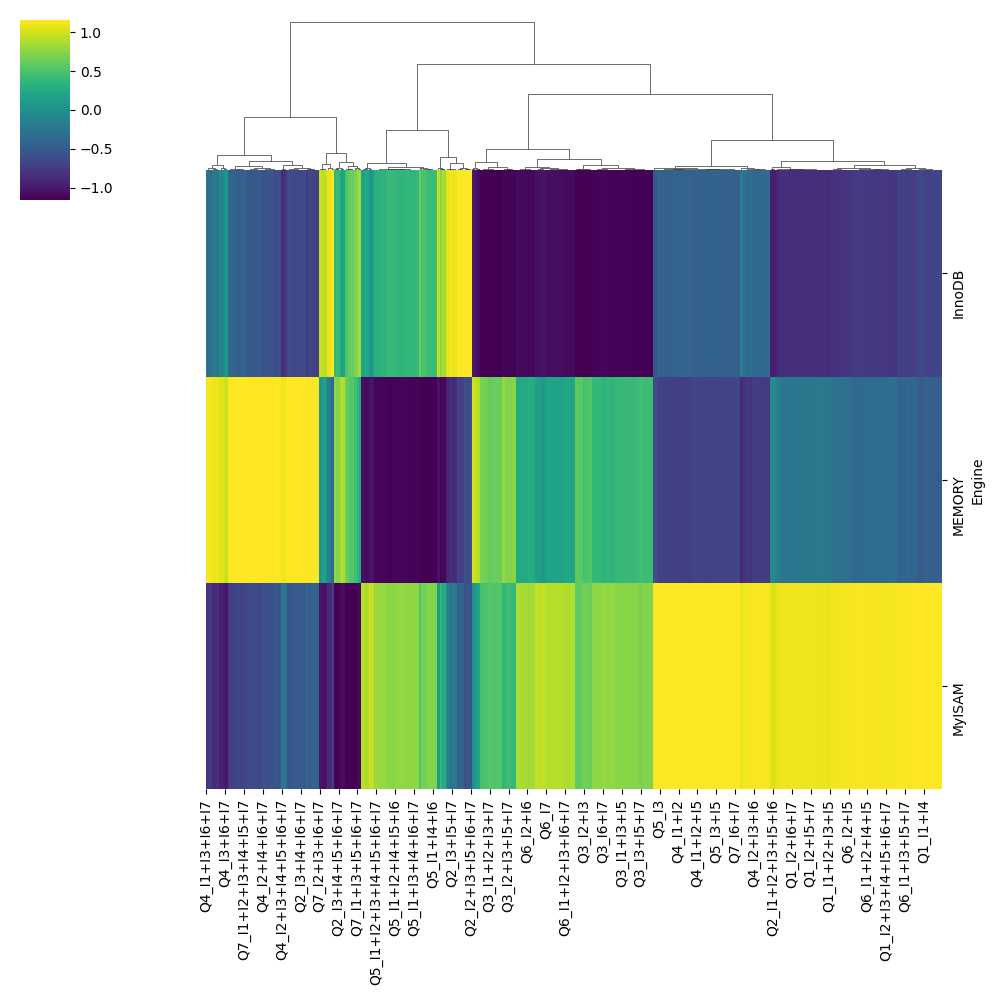 1.0
0.5
0.0
−0.5
−1.0
InnoDB
MEMORY
MyISAM
Engine
Q4_I1+I3+I6+I7
Q4_I3+I6+I7
Q7_I1+I2+I3+I4+I5+I7
Q4_I2+I4+I6+I7
Q4_I2+I3+I4+I5+I6+I7
Q2_I3+I4+I6+I7
Q7_I2+I3+I6+I7
Q2_I3+I4+I5+I6+I7
Q7_I1+I3+I5+I6+I7
Q5_I1+I2+I3+I4+I5+I6+I7
Q5_I1+I2+I4+I5+I6
Q5_I1+I3+I4+I6+I7
Q5_I1+I4+I6
Q2_I3+I5+I7
Q2_I2+I3+I5+I6+I7
Q3_I1+I2+I3+I7
Q3_I2+I3+I5+I7
Q6_I2+I6
Q6_I7
Q6_I1+I2+I3+I6+I7
Q3_I2+I3
Q3_I6+I7
Q3_I1+I3+I5
Q3_I3+I5+I7
Q5_I3
Q4_I1+I2
Q4_I1+I2+I5
Q5_I3+I5
Q7_I6+I7
Q4_I2+I3+I6
Q2_I1+I2+I3+I5+I6
Q1_I2+I6+I7
Q1_I2+I5+I7
Q1_I1+I2+I3+I5
Q6_I2+I5
Q6_I1+I2+I4+I5
Q1_I2+I3+I4+I5+I6+I7
Q6_I1+I3+I5+I7
Q1_I1+I4